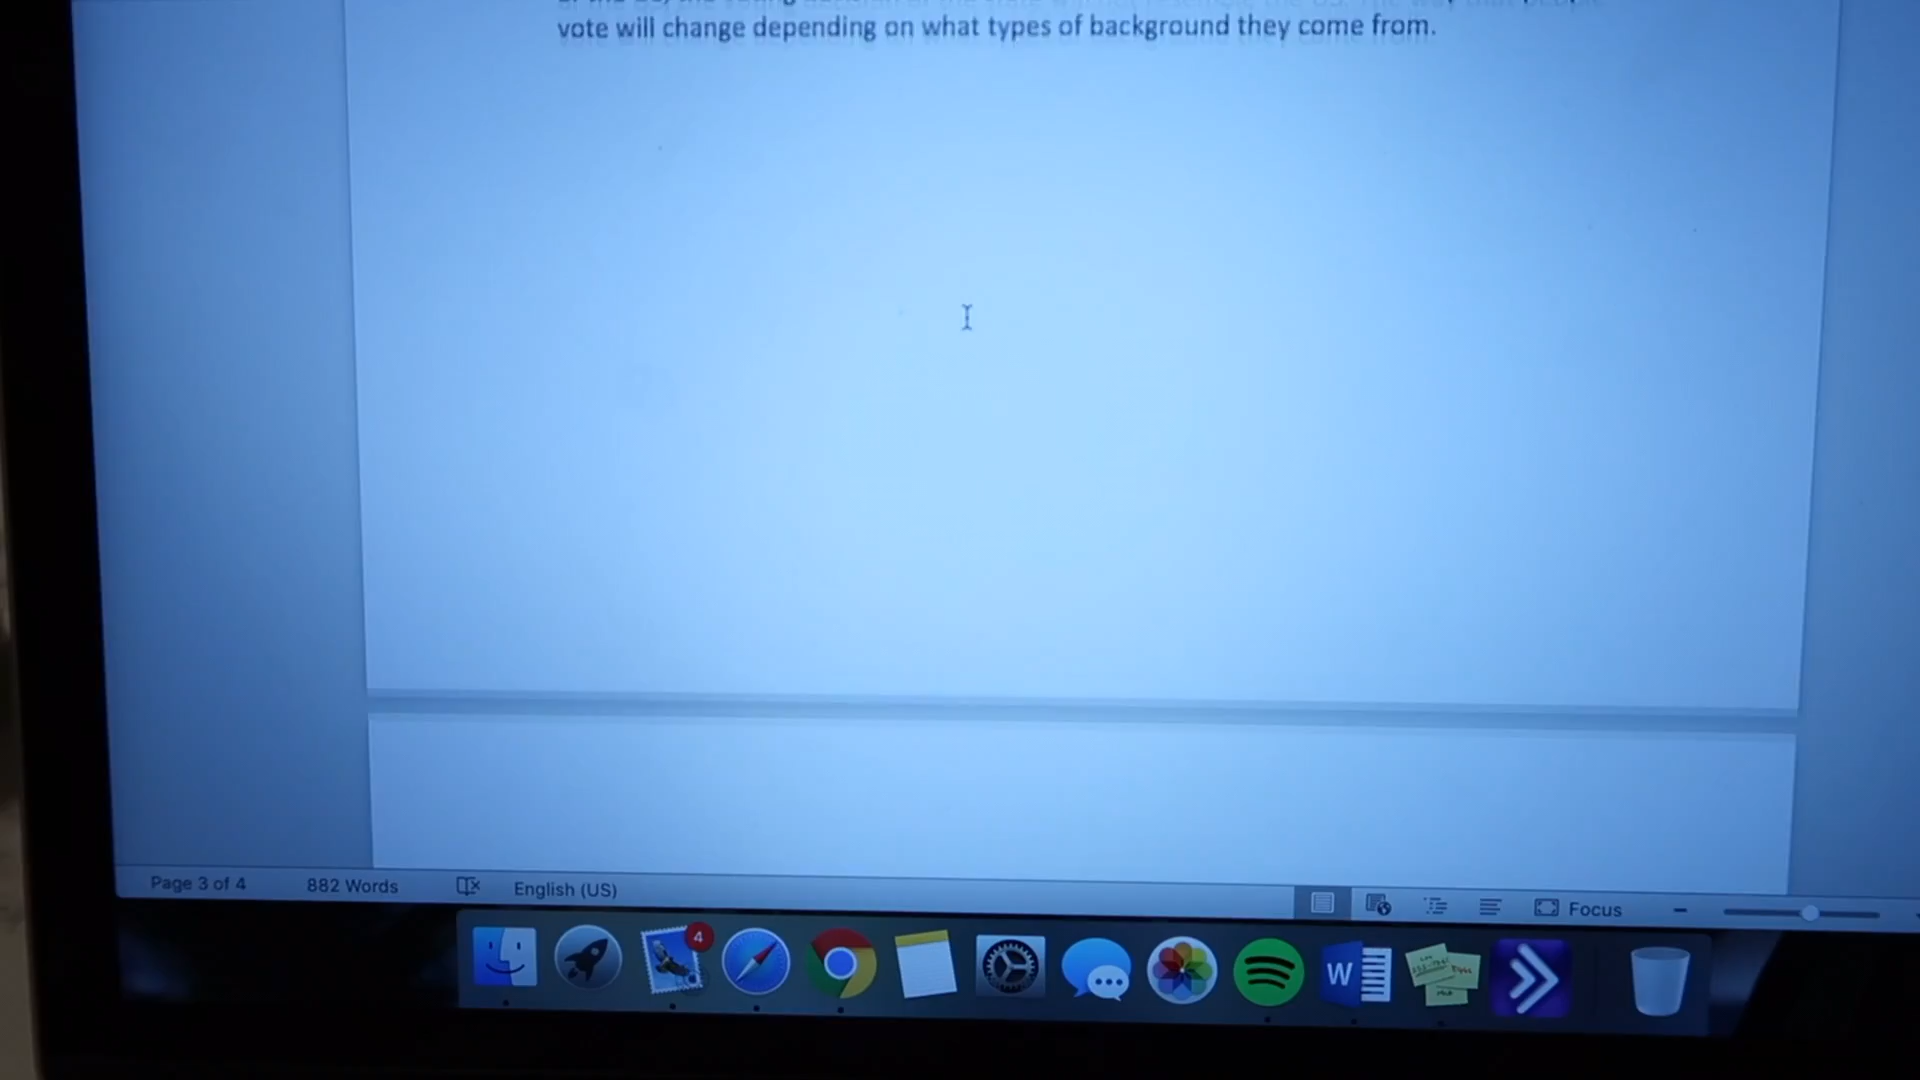 vote will change depending on what types of background they come from.
Page 3 of 4 882 Words English (US) Focus
4
W